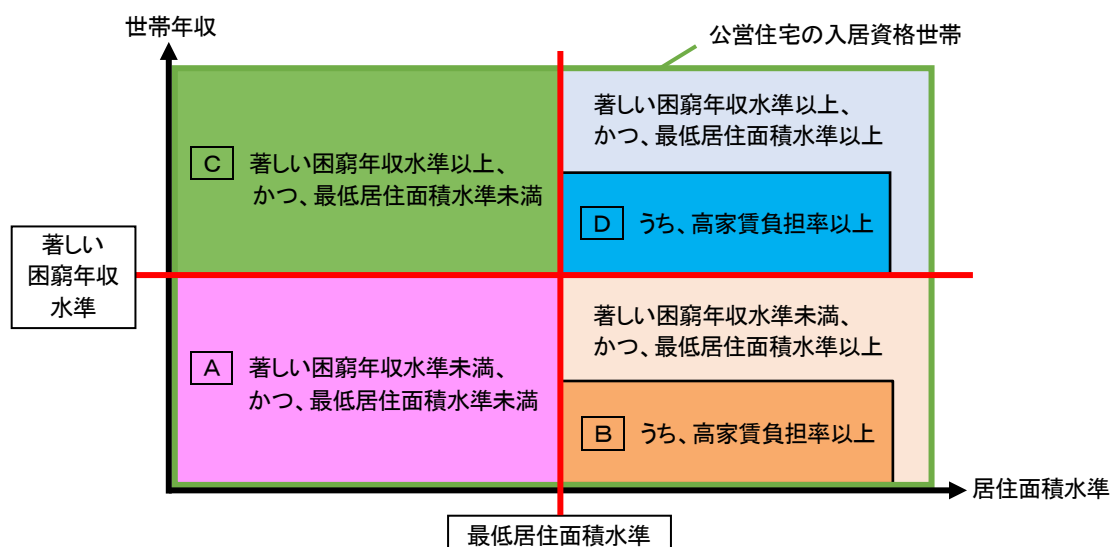 世帯年収
公営住宅の入居資格世帯
著しい困窮年収水準以上、
かつ、最低居住面積水準以上
C 著しい困窮年収水準以上、
かつ、最低居住面積水準未満
D うち、高家賃負担率以上
著しい
困窮年収
水準
著しい困窮年収水準未満、
かつ、最低居住面積水準以上
A 著しい困窮年収水準未満、
かつ、最低居住面積水準未満
B うち、高家賃負担率以上
居住面積水準
最低居住面積水準